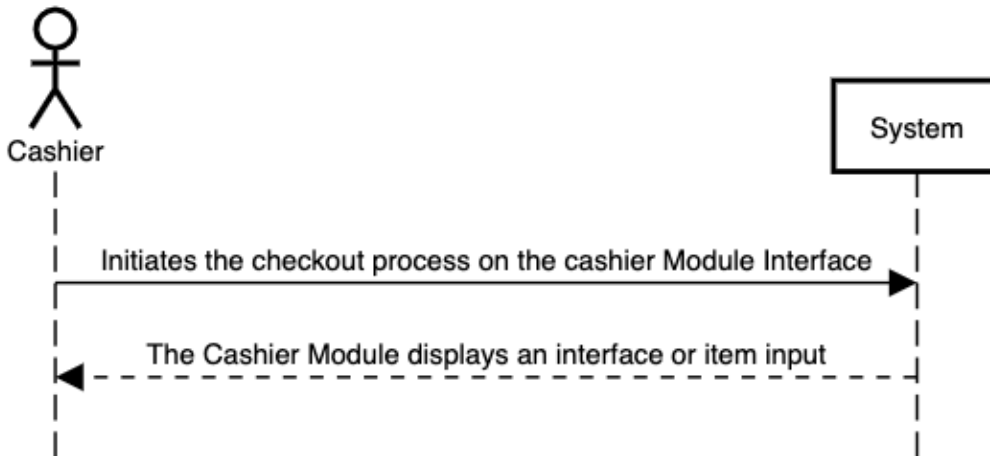 Cashier
System
Initiates the checkout process on the cashier Module Interface
The Cashier Module displays an interface or item input